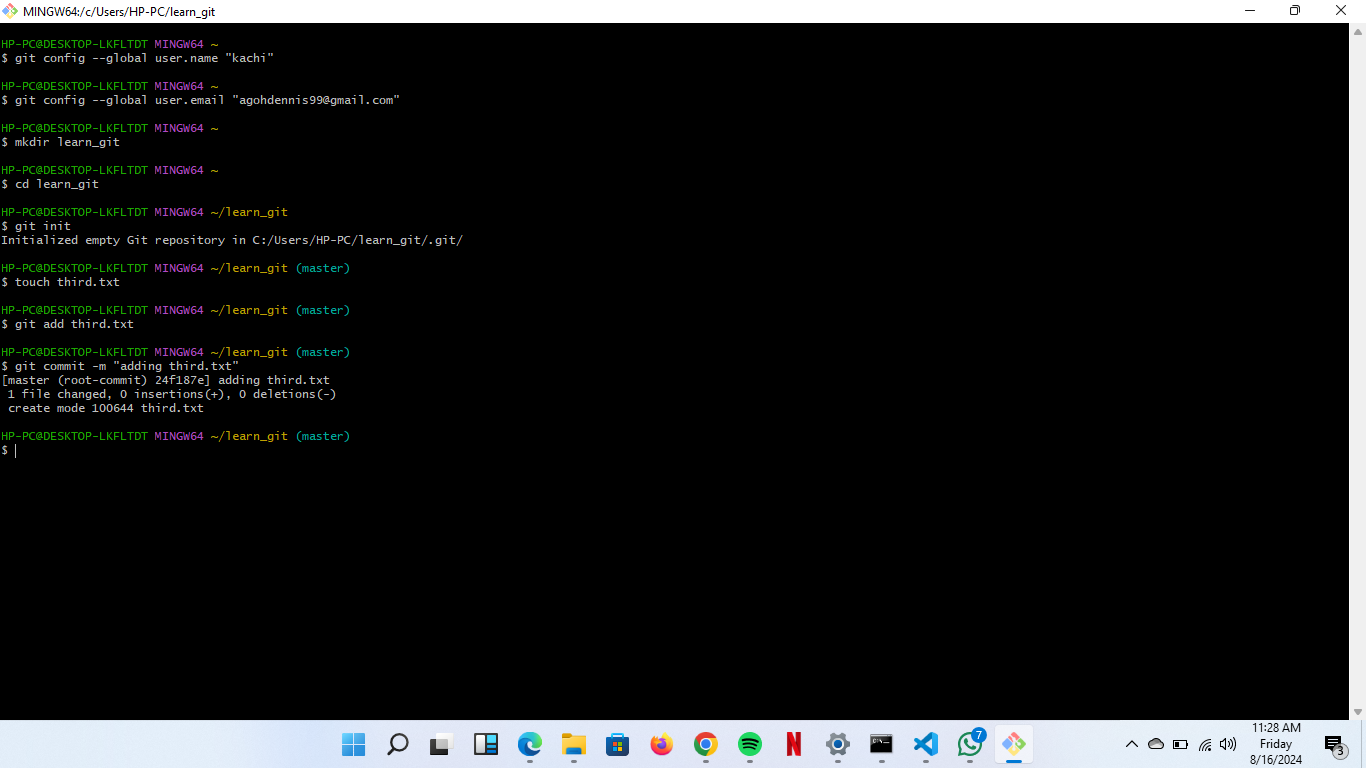 MINGW64:/c/Users/HP-PC/learn_git
HP-PC@DESKTOP-LKFLTDT MINGW64 ~
$ git config --global user.name "kachi"
HP-PC@DESKTOP-LKFLTDT MINGW64 ~
$ git config --global user.email "agohdennis99@gmail.com"
HP-PC@DESKTOP-LKFLTDT MINGW64 ~
$ mkdir learn_git
HP-PC@DESKTOP-LKFLTDT MINGW64 ~
$ cd learn_git
HP-PC@DESKTOP-LKFLTDT MINGW64 ~/learn_git
$ git init
Initialized empty Git repository in C:/Users/HP-PC/learn_git/.git/
HP-PC@DESKTOP-LKFLTDT MINGW64 ~/learn_git (master)
$ touch third.txt
HP-PC@DESKTOP-LKFLTDT MINGW64 ~/learn_git (master)
$ git add third.txt
HP-PC@DESKTOP-LKFLTDT MINGW64 ~/learn_git (master)
$ git commit -m "adding third.txt"
[master (root-commit) 24f187e] adding third.txt
 1 file changed, 0 insertions(+), 0 deletions(-)
 create mode 100644 third.txt
HP-PC@DESKTOP-LKFLTDT MINGW64 ~/learn_git (master)
$
7
11:28 AM
Friday
8/16/2024
3